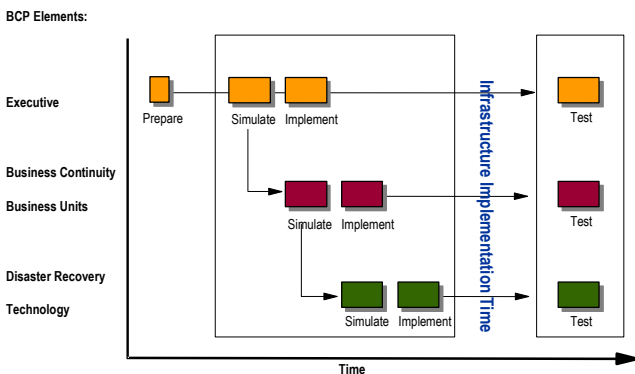 BCP Elements:
Executive
Prepare
Simulate
Implement
Test
Business Continuity
Business Units
Simulate
Implement
Test
Disaster Recovery
Technology
Simulate
Implement
Test
Infrastructure Implementation Time
Time